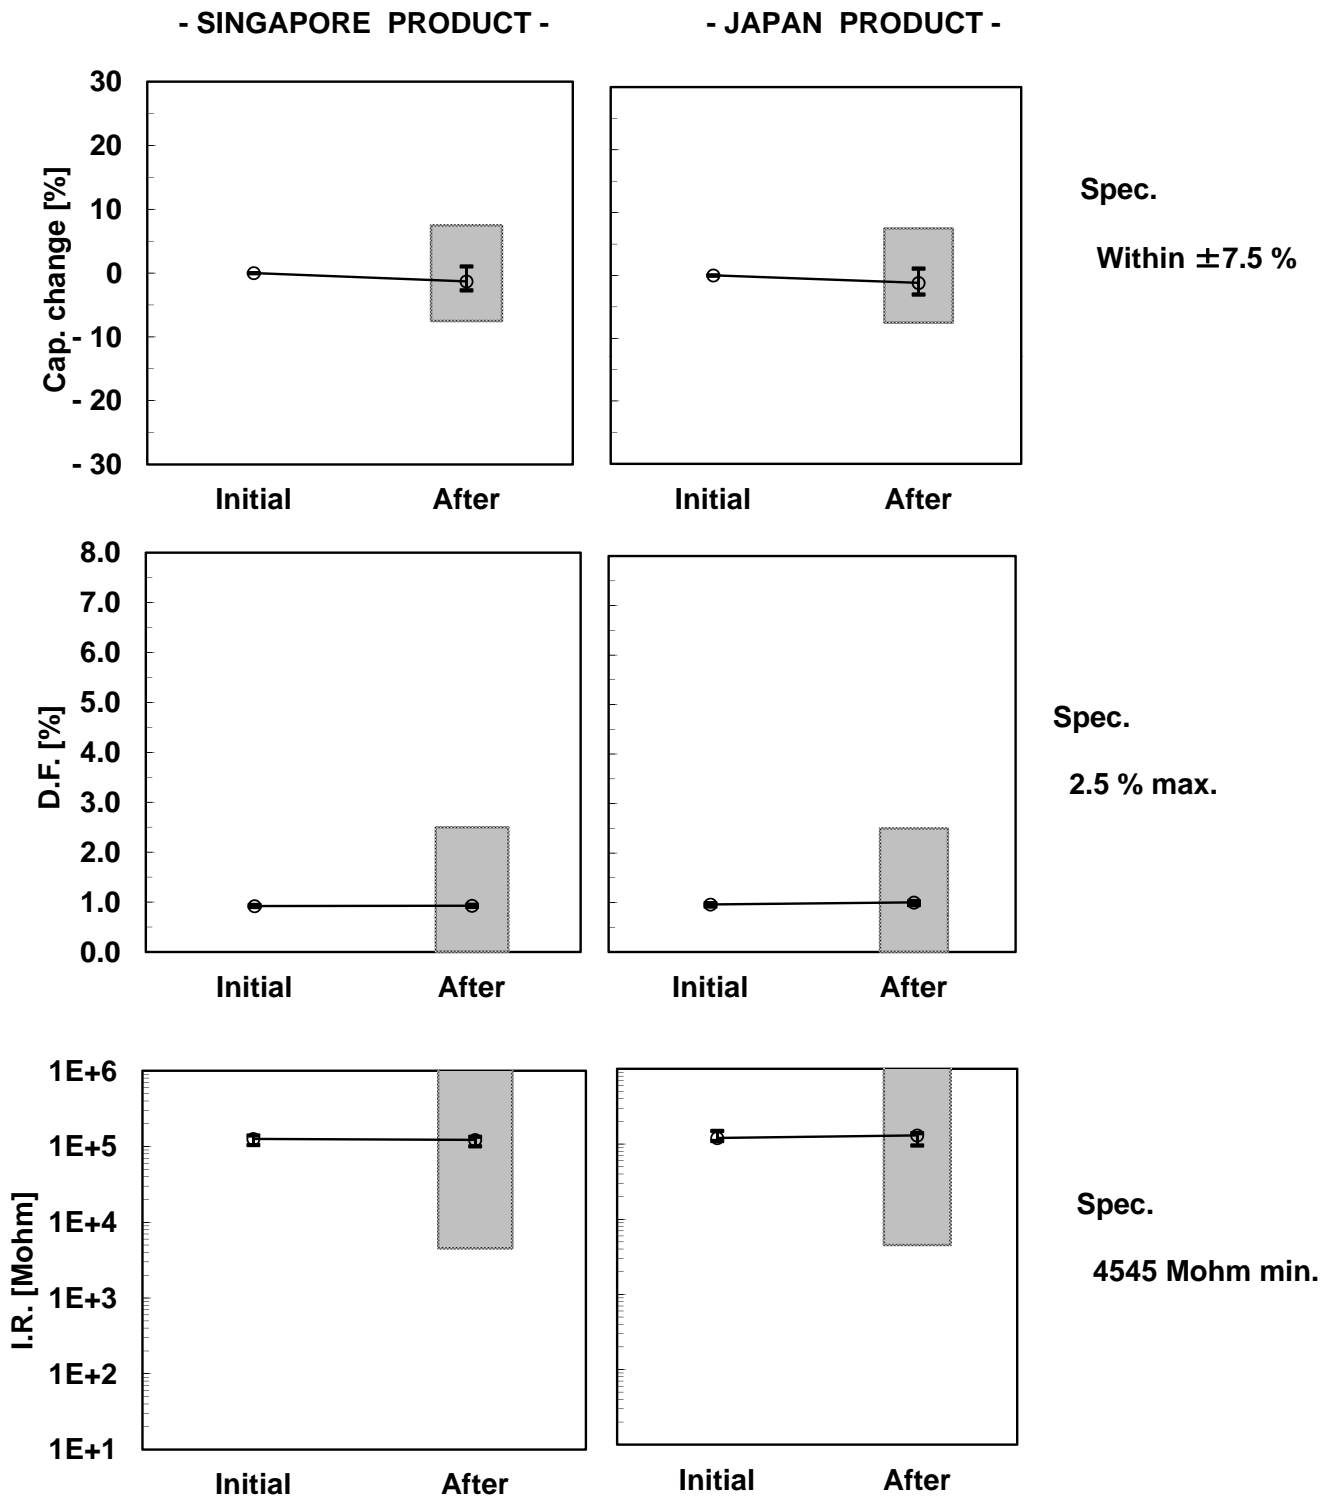 - SINGAPORE PRODUCT -
- JAPAN PRODUCT -
Cap. change [%]
30
20
10
0
- 10
- 20
- 30
Initial
After
Initial
After
Spec.
Within ±7.5 %
D.F. [%]
8.0
7.0
6.0
5.0
4.0
3.0
2.0
1.0
0.0
Initial
After
Initial
After
Spec.
2.5 % max.
I.R. [Mohm]
1E+6
1E+5
1E+4
1E+3
1E+2
1E+1
Initial
After
Initial
After
Spec.
4545 Mohm min.